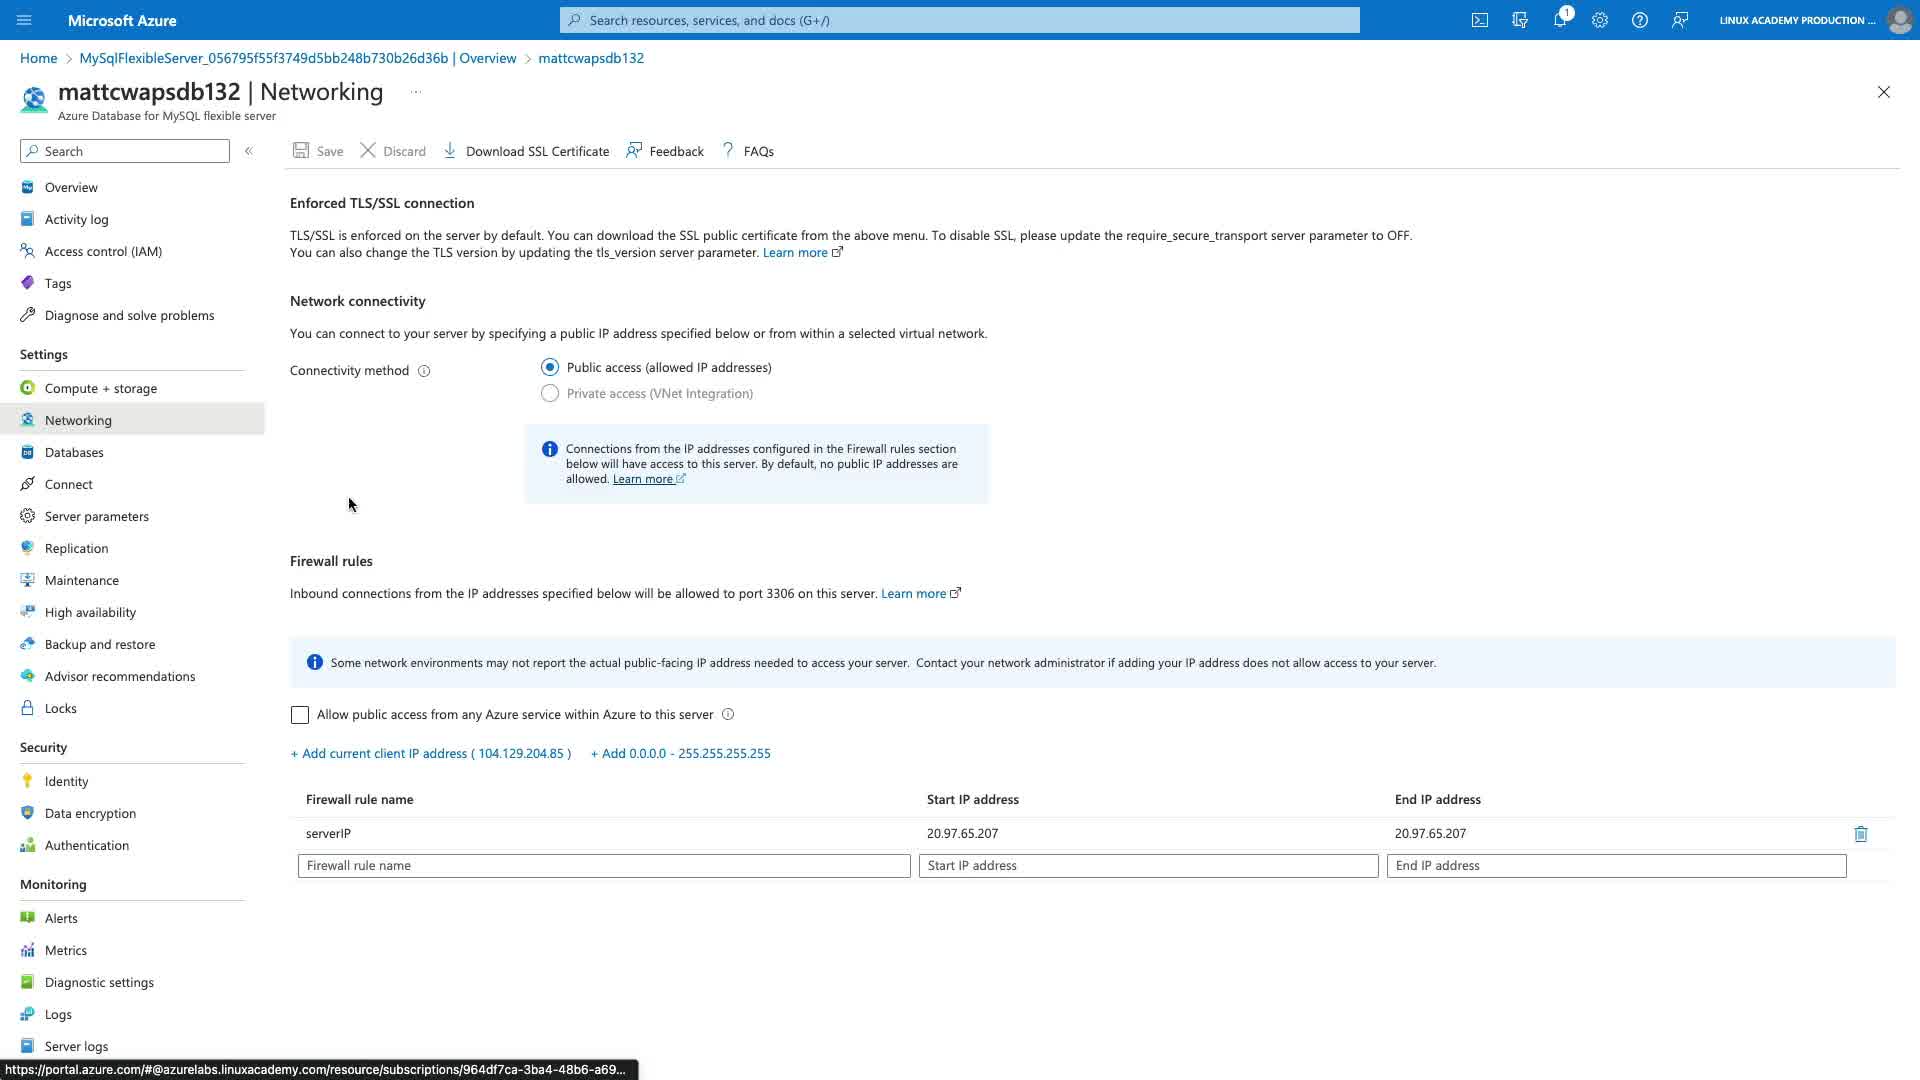 Microsoft Azure
Search resources, services, and docs (G+/)
1
LINUX ACADEMY PRODUCTION ...
Home > MySqlFlexibleServer_056795f55f3749d5bb248b730b26d36b | Overview > mattcwapsdb132
mattcwapsdb132 | Networking ...
Azure Database for MySQL flexible server
Search
«
Save
Discard
Download SSL Certificate
Feedback
FAQs
Overview
Activity log
Access control (IAM)
Tags
Diagnose and solve problems
Settings
Compute + storage
Networking
Databases
Connect
Server parameters
Replication
Maintenance
High availability
Backup and restore
Advisor recommendations
Locks
Security
Identity
Data encryption
Authentication
Monitoring
Alerts
Metrics
Diagnostic settings
Logs
Server logs
Enforced TLS/SSL connection
TLS/SSL is enforced on the server by default. You can download the SSL public certificate from the above menu. To disable SSL, please update the require_secure_transport server parameter to OFF.
You can also change the TLS version by updating the tls_version server parameter. Learn more
Network connectivity
You can connect to your server by specifying a public IP address specified below or from within a selected virtual network.
Connectivity method
Public access (allowed IP addresses)
Private access (VNet Integration)
Connections from the IP addresses configured in the Firewall rules section
below will have access to this server. By default, no public IP addresses are
allowed. Learn more
Firewall rules
Inbound connections from the IP addresses specified below will be allowed to port 3306 on this server. Learn more
Some network environments may not report the actual public-facing IP address needed to access your server. Contact your network administrator if adding your IP address does not allow access to your server.
Allow public access from any Azure service within Azure to this server
+ Add current client IP address ( 104.129.204.85 )
+ Add 0.0.0.0 - 255.255.255.255
Firewall rule name
Start IP address
End IP address
serverIP
20.97.65.207
20.97.65.207
Firewall rule name
Start IP address
End IP address
https://portal.azure.com/#@azurelabs.linuxacademy.com/resource/subscriptions/964df7ca-3ba4-48b6-a69...